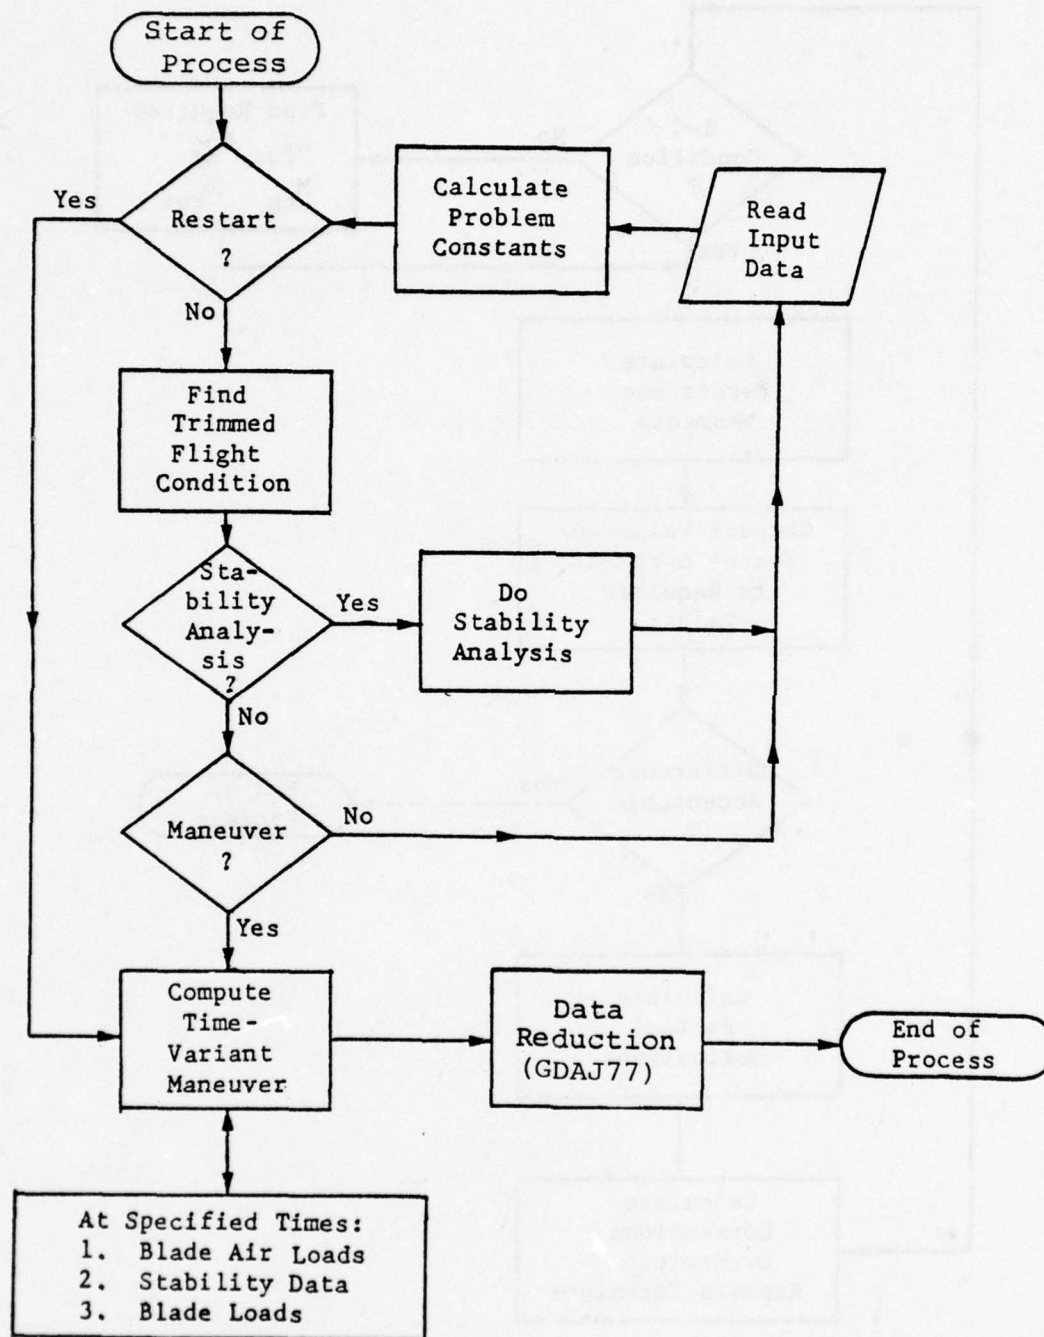 Start of
Process
Yes
Restart
?
No
Calculate
Problem
Constants
Read
Input
Data
Find
Trimmed
Flight
Condition
Sta-
bility
Analy-
sis
?
Yes
Do
Stability
Analysis
No
Maneuver
?
No
Yes
Compute
Time-
Variant
Maneuver
Data
Reduction
(GDAJ77)
End of
Process
At Specified Times:
1. Blade Air Loads
2. Stability Data
3. Blade Loads